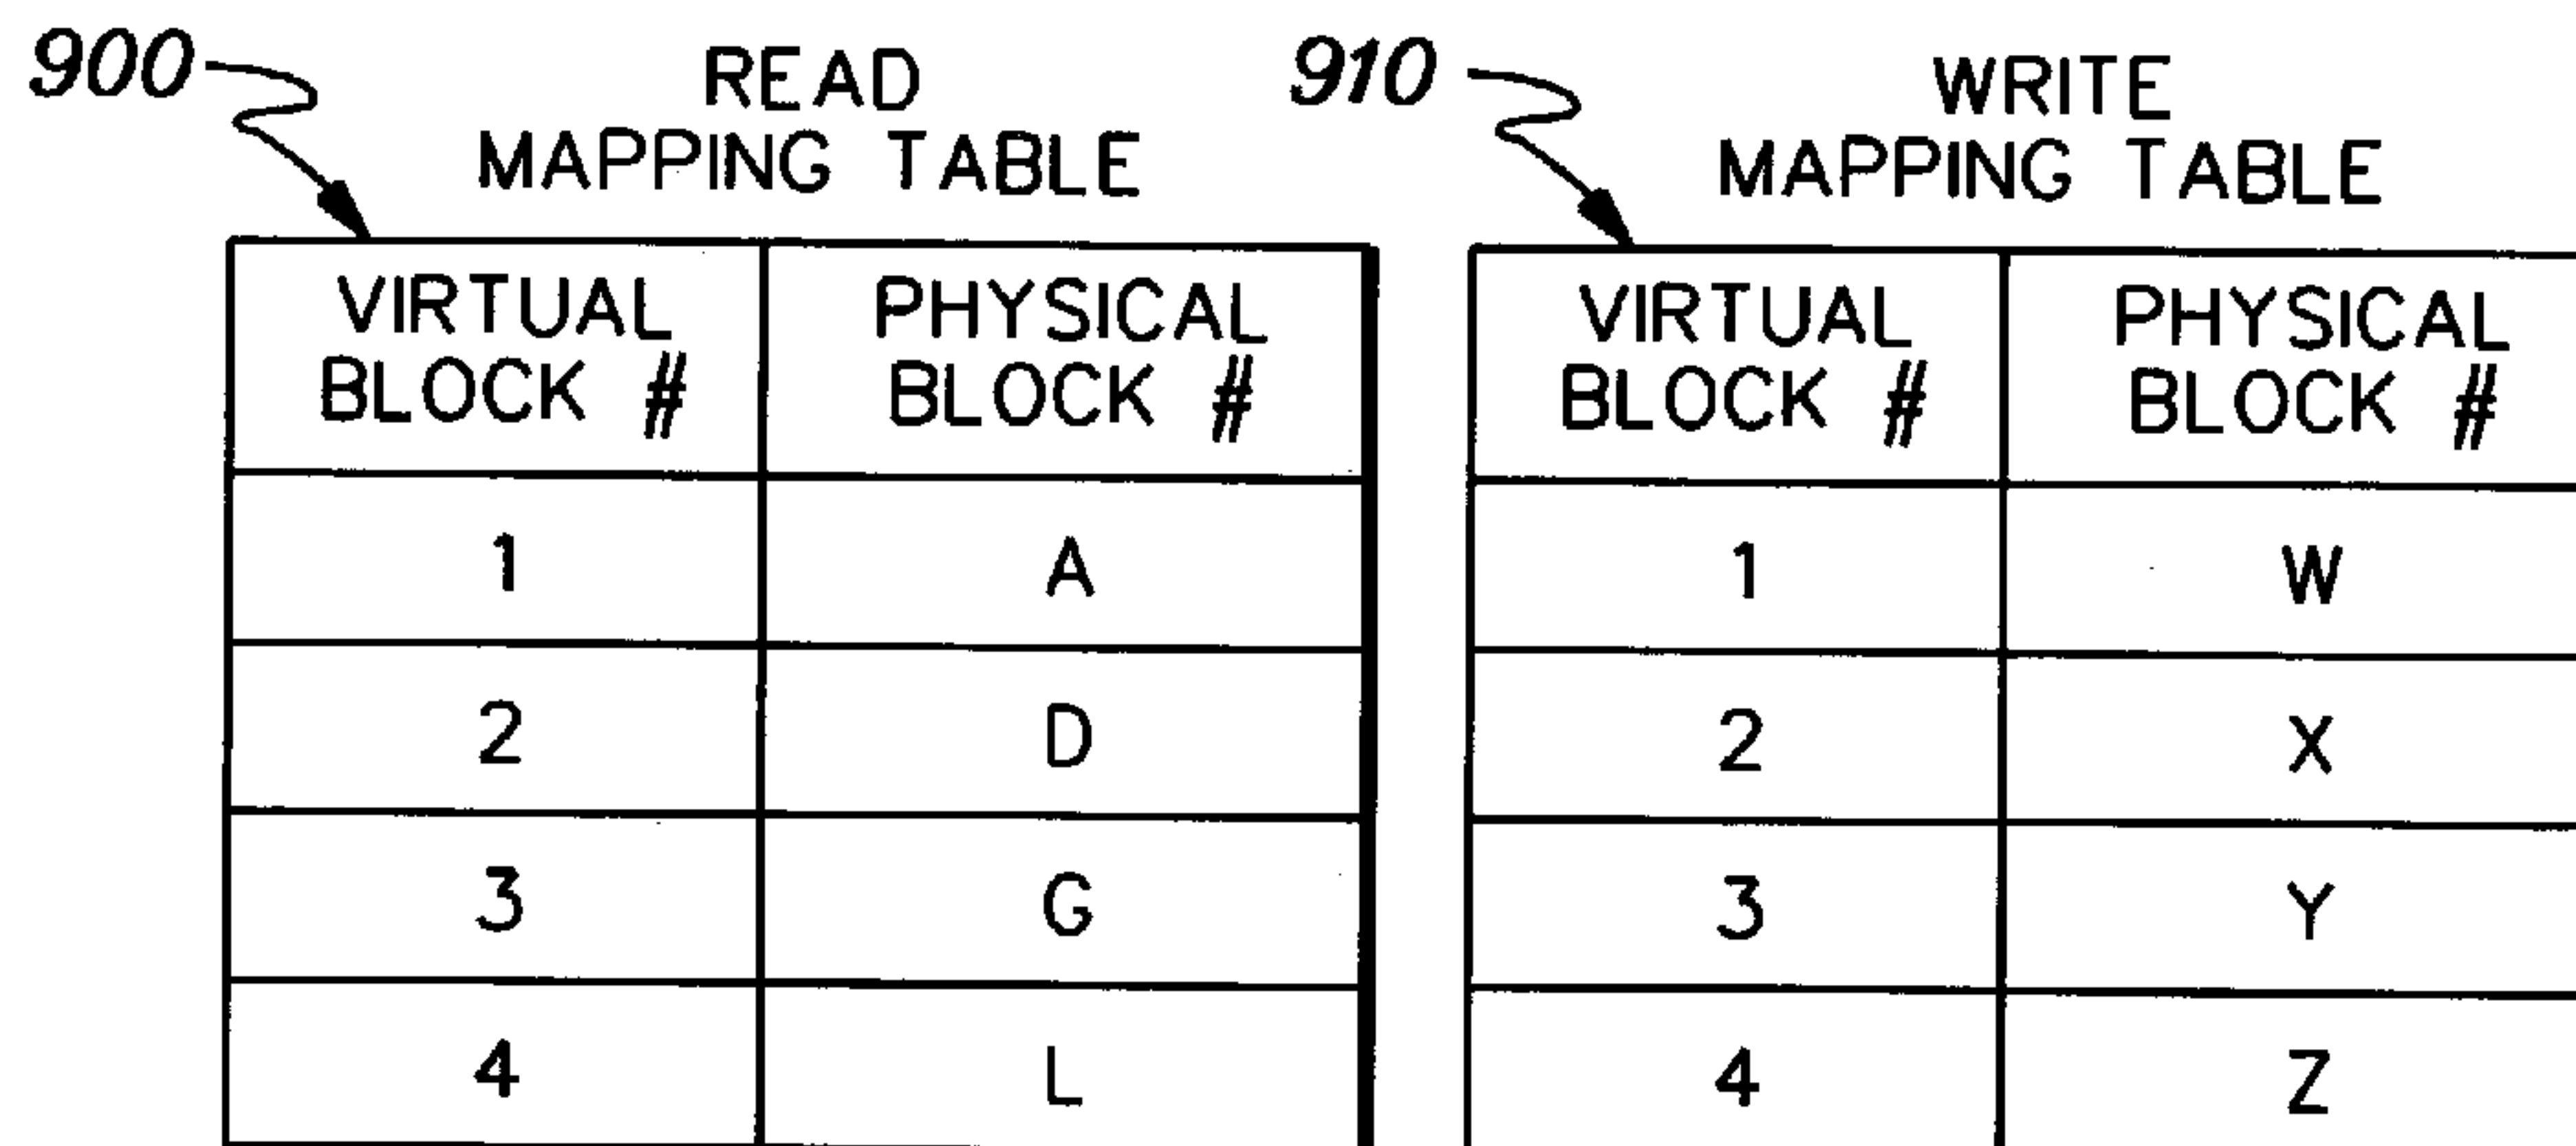 900
READ
MAPPING TABLE
VIRTUAL BLOCK # PHYSICAL BLOCK #
1 A
2 D
3 G
4 L
910
WRITE
MAPPING TABLE
VIRTUAL BLOCK # PHYSICAL BLOCK #
1 W
2 X
3 Y
4 Z